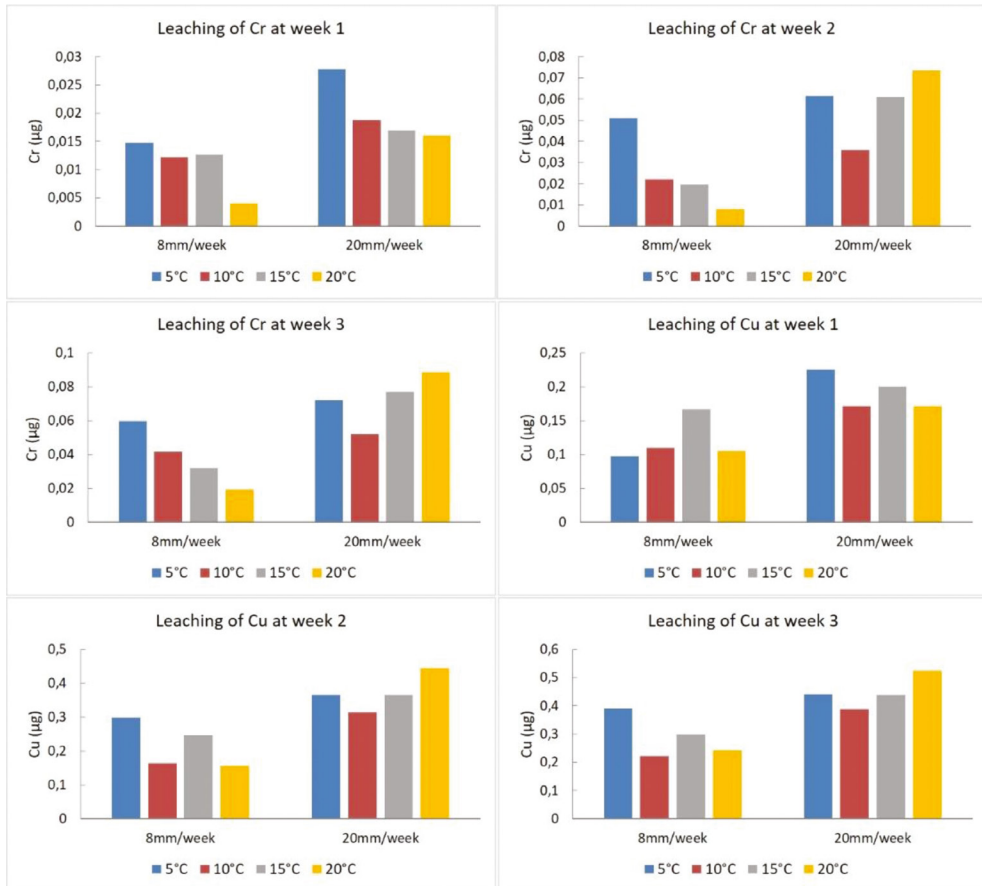 Leaching of Cr at week 1
0,03
0,025
0,02
0,015
0,01
0,005
0
Cr (µg)
8mm/week 20mm/week
5°C 10°C 15°C 20°C
Leaching of Cr at week 2
0,08
0,07
0,06
0,05
0,04
0,03
0,02
0,01
0
Cr (µg)
8mm/week 20mm/week
5°C 10°C 15°C 20°C
Leaching of Cr at week 3
0,1
0,08
0,06
0,04
0,02
0
Cr (µg)
8mm/week 20mm/week
5°C 10°C 15°C 20°C
Leaching of Cu at week 1
0,25
0,2
0,15
0,1
0,05
0
Cu (µg)
8mm/week 20mm/week
5°C 10°C 15°C 20°C
Leaching of Cu at week 2
0,5
0,4
0,3
0,2
0,1
0
Cu (µg)
8mm/week 20mm/week
5°C 10°C 15°C 20°C
Leaching of Cu at week 3
0,6
0,5
0,4
0,3
0,2
0,1
0
Cu (µg)
8mm/week 20mm/week
5°C 10°C 15°C 20°C